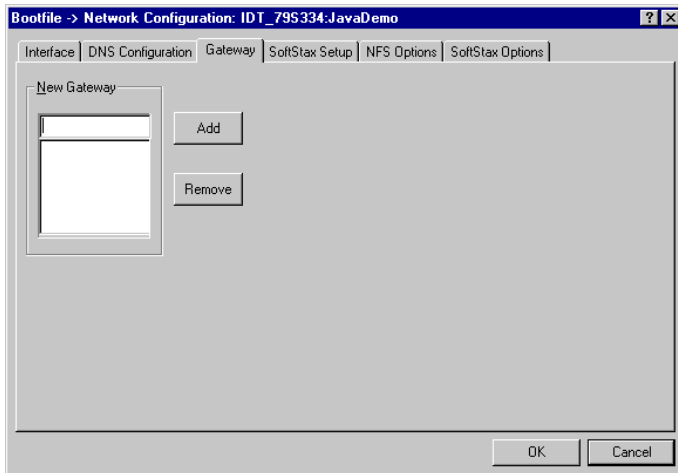 Bootfile -> Network Configuration: IDT_79S334:JavaDemo
Interface DNS Configuration Gateway SoftStax Setup NFS Options SoftStax Options
New Gateway
Add
Remove
OK Cancel